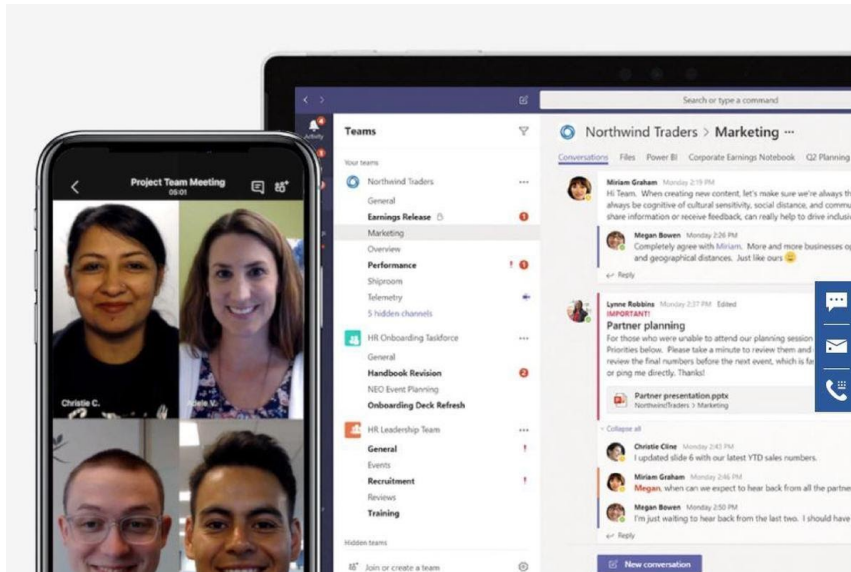 Project Team Meeting
05:01
Christie C.
Adele V.
Search or type a command
Activity
Teams
Your teams
Northwind Traders
General
Earnings Release
Marketing
Overview
Performance
Shiproom
Telemetry
5 hidden channels
HR Onboarding Taskforce
General
Handbook Revision
NEO Event Planning
Onboarding Deck Refresh
HR Leadership Team
General
Events
Recruitment
Reviews
Training
Hidden teams
Join or create a team
Northwind Traders > Marketing ...
Conversations Files Power BI Corporate Earnings Notebook Q2 Planning
Miriam Graham Monday 2:19 PM
Hi Team. When creating new content, let's make sure we're always th
always be cognitive of cultural sensitivity, social distance, and commu
share information or receive feedback, can really help to drive inclusiv
Megan Bowen Monday 2:26 PM
Completely agree with Miriam. More and more businesses op
and geographical distances. Just like ours
Reply
Lynne Robbins Monday 2:37 PM Edited
IMPORTANT!
Partner planning
For those who were unable to attend our planning session
Priorities below. Please take a minute to review them and
review the final numbers before the next event, which is fa
or ping me directly. Thanks!
Partner presentation.pptx
NorthwindTraders > Marketing
Collapse all
Christie Cline Monday 2:43 PM
I updated slide 6 with our latest YTD sales numbers.
Miriam Graham Monday 2:46 PM
Megan, when can we expect to hear back from all the partne
Megan Bowen Monday 2:50 PM
I'm just waiting to hear back from the last two. I should have
Reply
New conversation